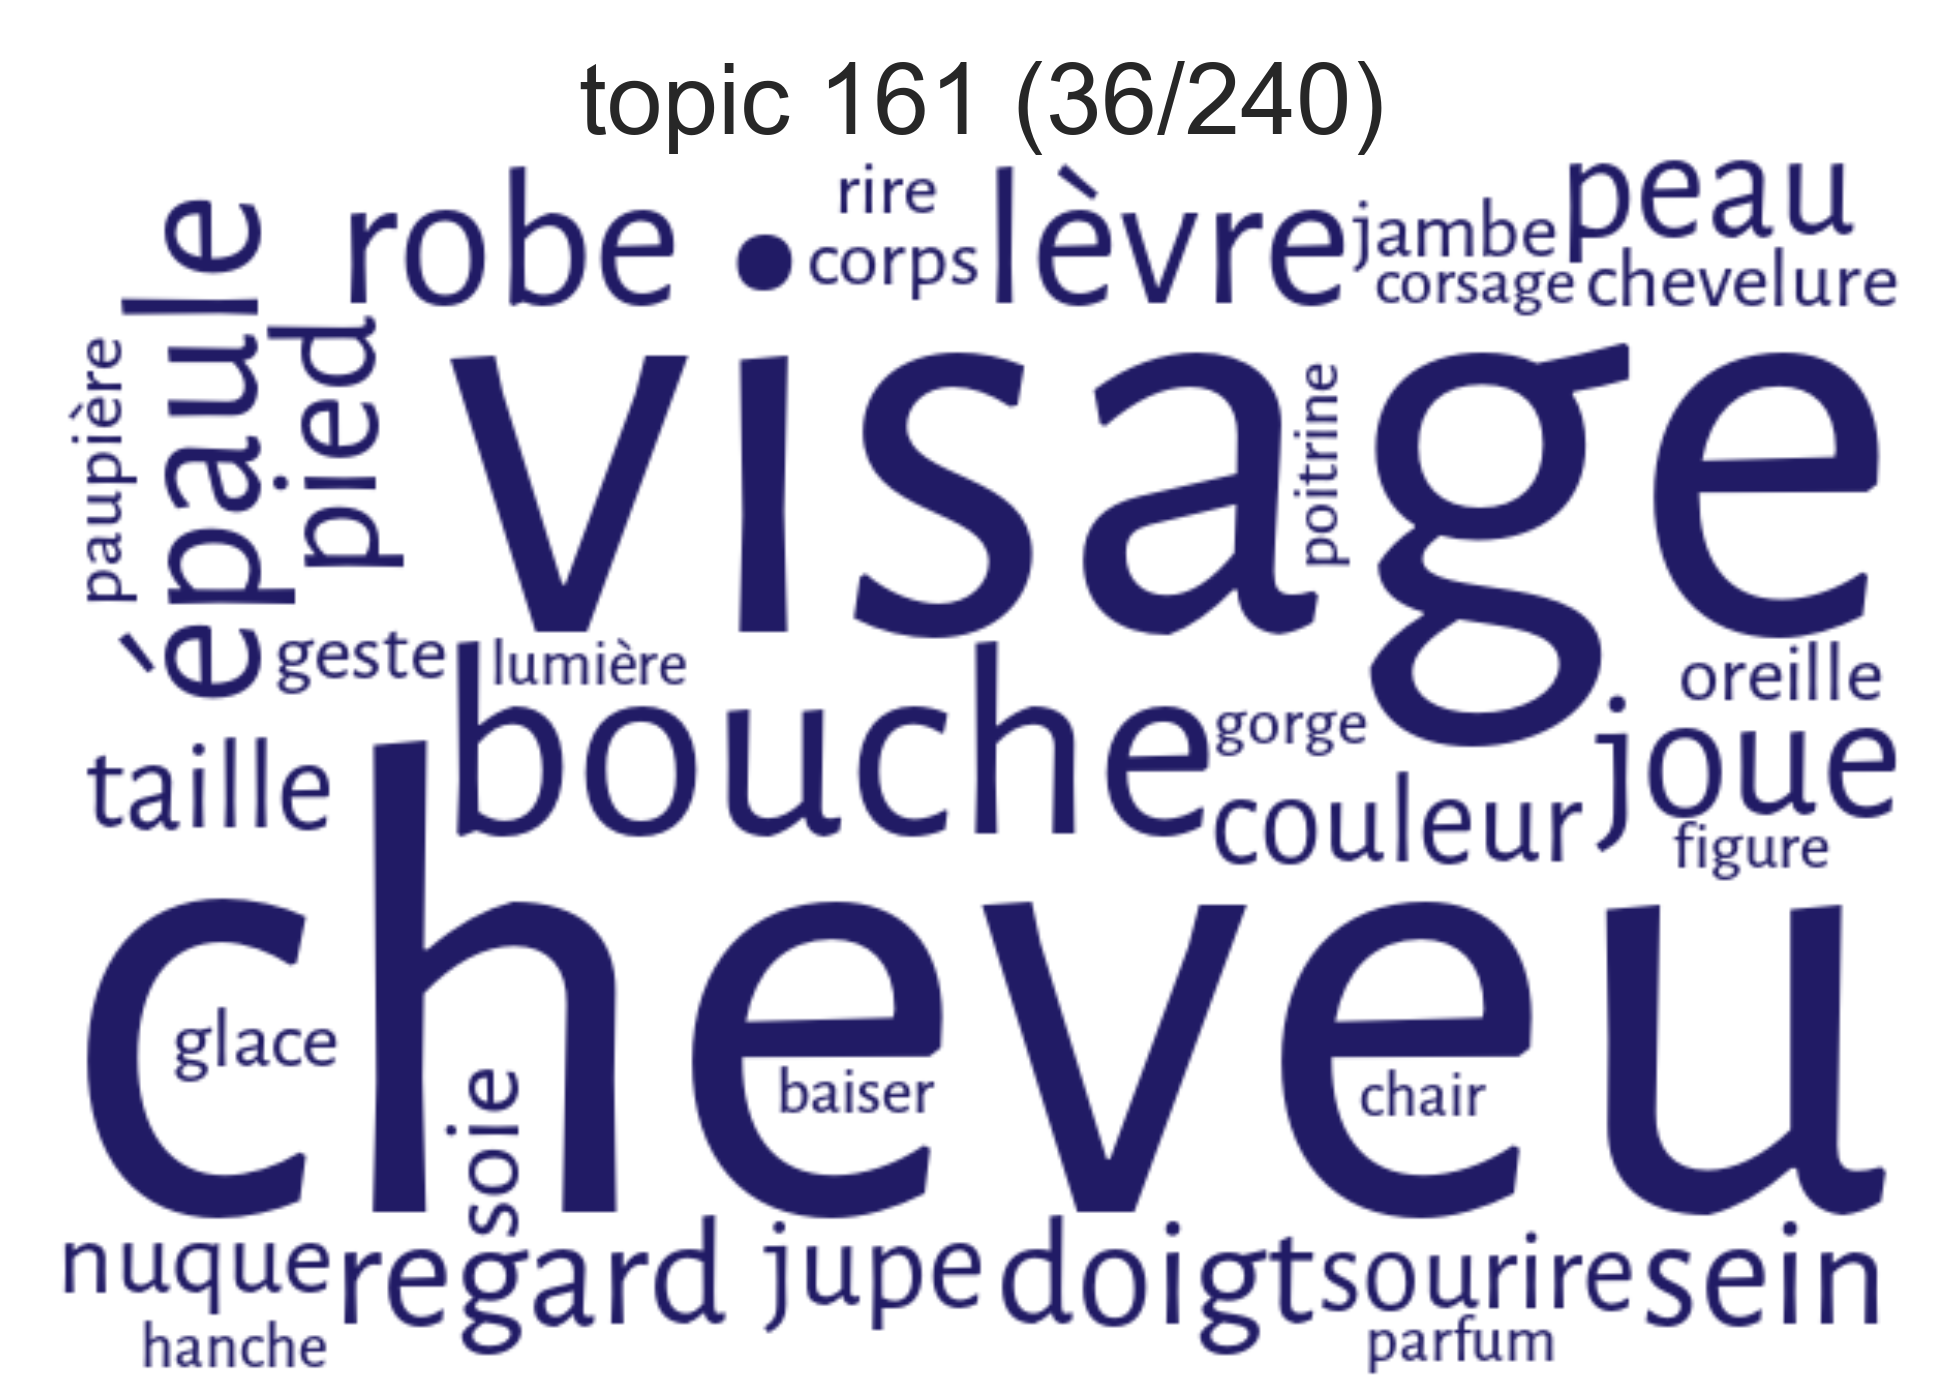 topic 161 (36/240)
robe
rire
corps
lèvre
jambe
peau
corsage
chevelure
paupière
épaule
pied
visage
poitrine
geste
lumière
bouche
gorge
oreille
taille
couleur
joue
figure
cheveu
glace
soie
baiser
chair
nuque
regard
jupe
doigt
sourire
sein
hanche
parfum